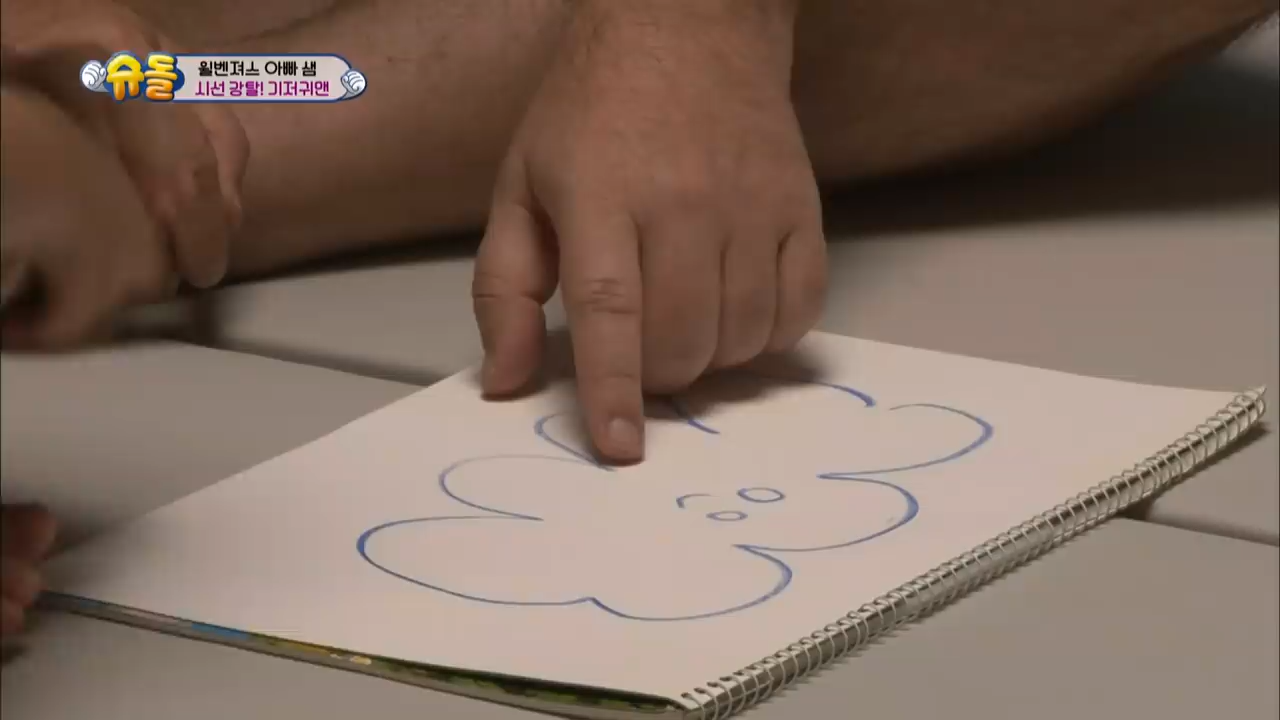 슈돌
윌벤져스 아빠 샘
시선 강탈! 기저귀맨